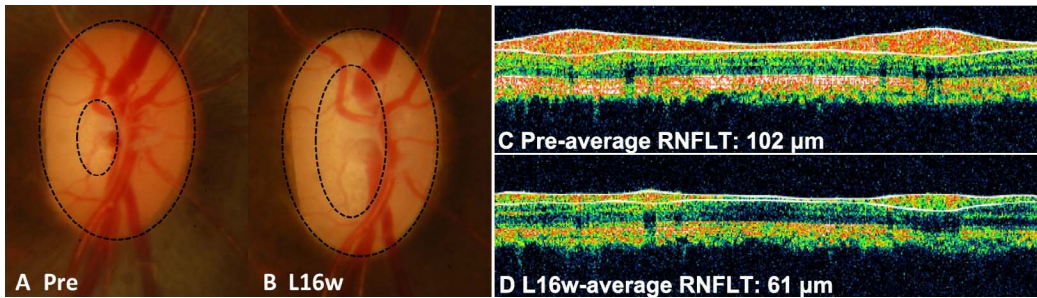 A Pre
B L16w
C Pre-average RNFLT: 102 µm
D L16w-average RNFLT: 61 µm